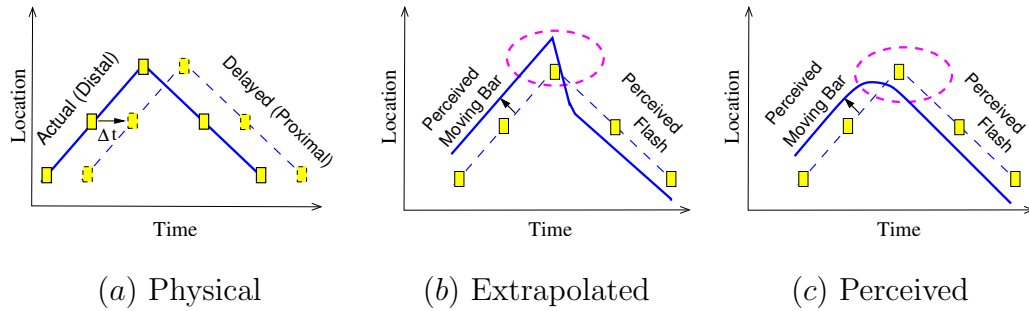 Location
Actual (Distal)
Δt
Delayed (Proximal)
Time
(a) Physical
Location
Perceived
Moving Bar
Perceived
Flash
Time
(b) Extrapolated
Location
Perceived
Moving Bar
Perceived
Flash
Time
(c) Perceived